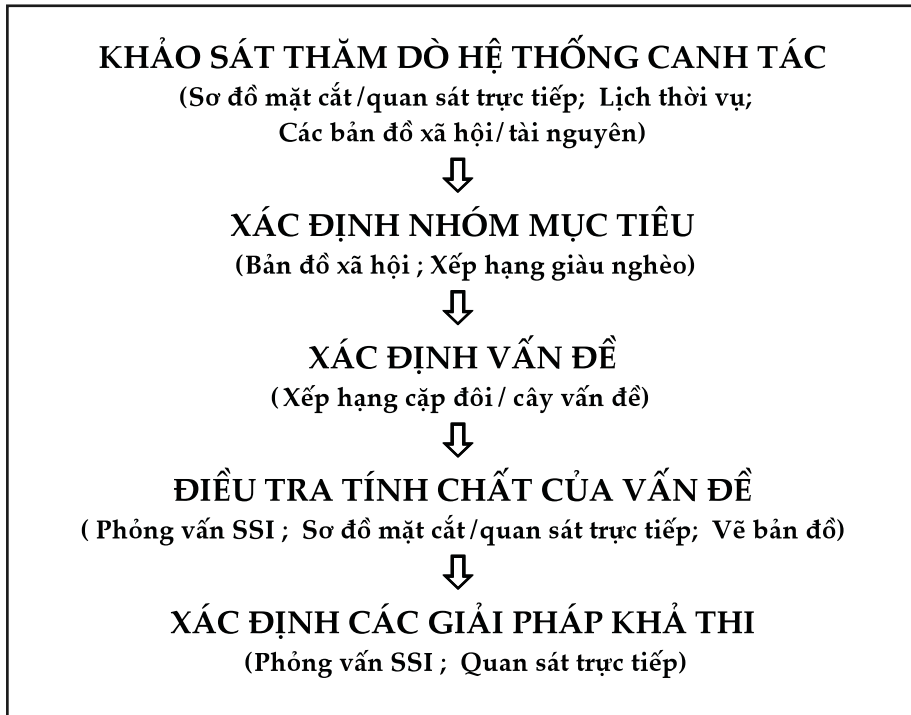 KHẢO SÁT THĂM DÒ HỆ THỐNG CANH TÁC
(Sơ đồ mặt cắt/quan sát trực tiếp; Lịch thời vụ;
Các bản đồ xã hội/tài nguyên)
XÁC ĐỊNH NHÓM MỤC TIÊU
(Bản đồ xã hội ; Xếp hạng giàu nghèo)
XÁC ĐỊNH VẤN ĐỀ
(Xếp hạng cặp đôi/ cây vấn đề)
ĐIỀU TRA TÍNH CHẤT CỦA VẤN ĐỀ
( Phỏng vấn SSI ; Sơ đồ mặt cắt/quan sát trực tiếp; Vẽ bản đồ)
XÁC ĐỊNH CÁC GIẢI PHÁP KHẢ THI
(Phỏng vấn SSI ; Quan sát trực tiếp)